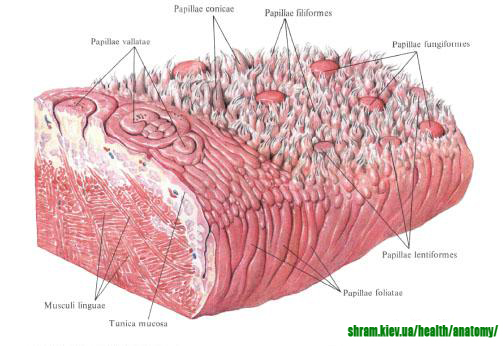 Papillae conicae
Papillae filiformes
Papillae vallatae
Papillae fungiformes
Papillae lentiformes
Papillae foliatae
Musculi linguae
Tunica mucosa
shram.kiev.ua/health/anatomy/